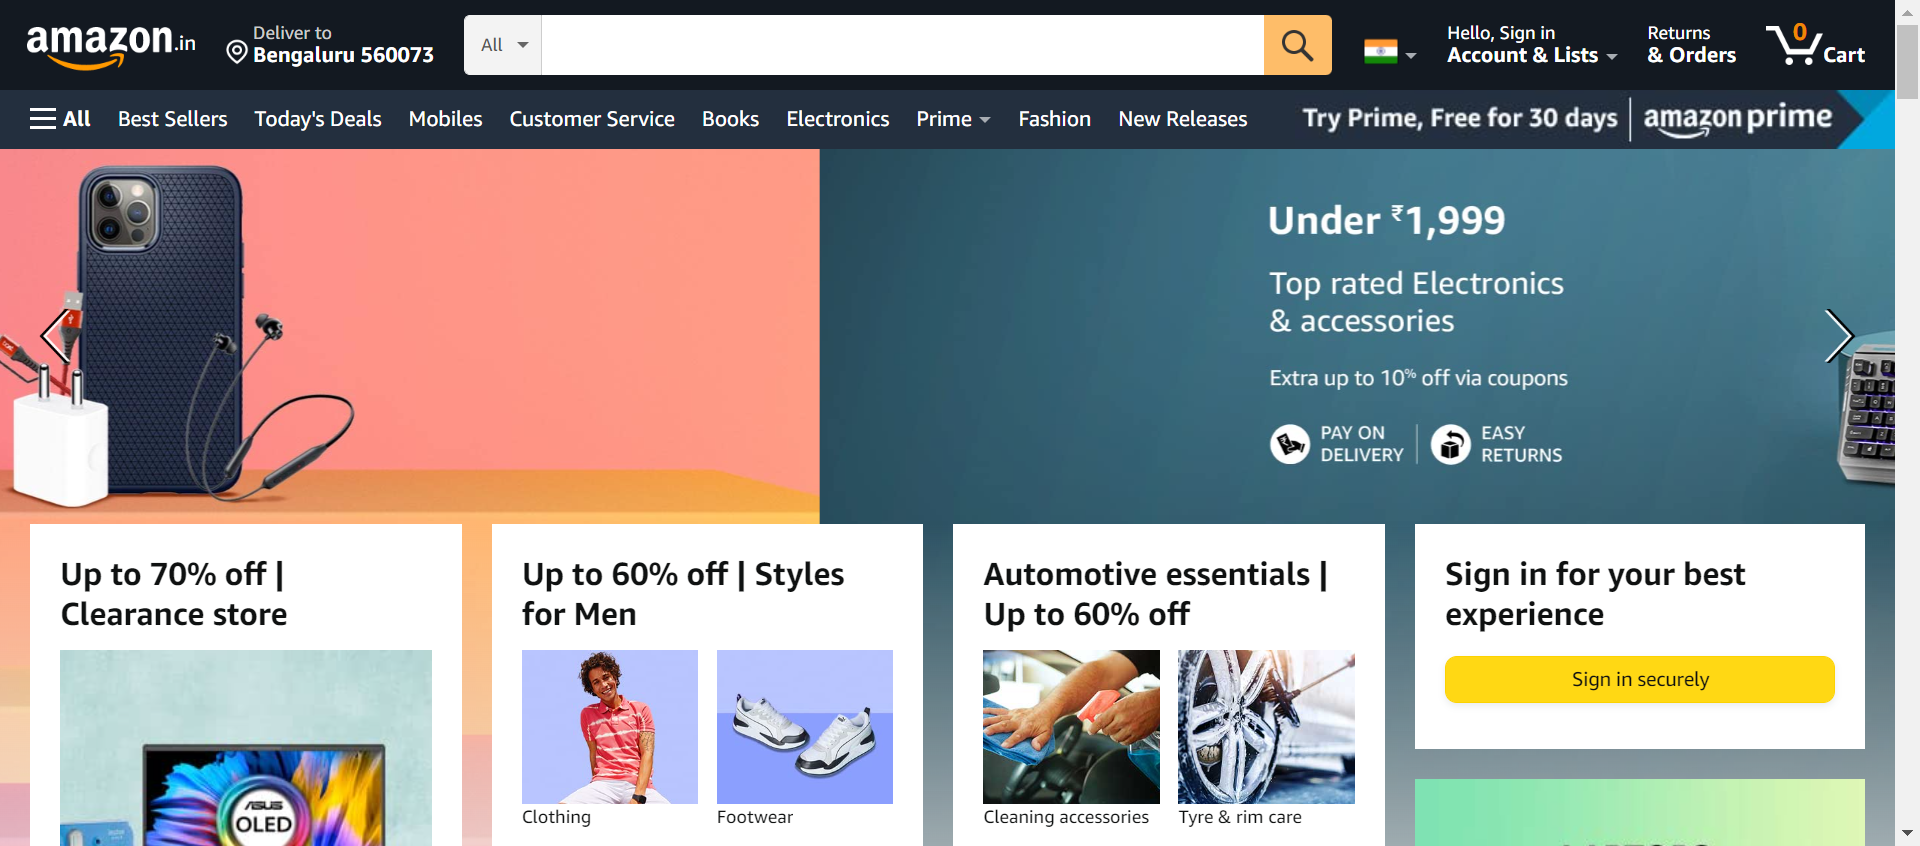 amazon.in
Deliver to
Bengaluru 560073
All
Hello, Sign in
Account & Lists
Returns
& Orders
0
Cart
All
Best Sellers
Today's Deals
Mobiles
Customer Service
Books
Electronics
Prime
Fashion
New Releases
Try Prime, Free for 30 days
amazon prime
Under ₹1,999
Top rated Electronics
& accessories
Extra up to 10% off via coupons
PAY ON
DELIVERY
EASY
RETURNS
Up to 70% off |
Clearance store
ASUS
OLED
Up to 60% off | Styles
for Men
Clothing
Footwear
Automotive essentials |
Up to 60% off
Cleaning accessories
Tyre & rim care
Sign in for your best
experience
Sign in securely